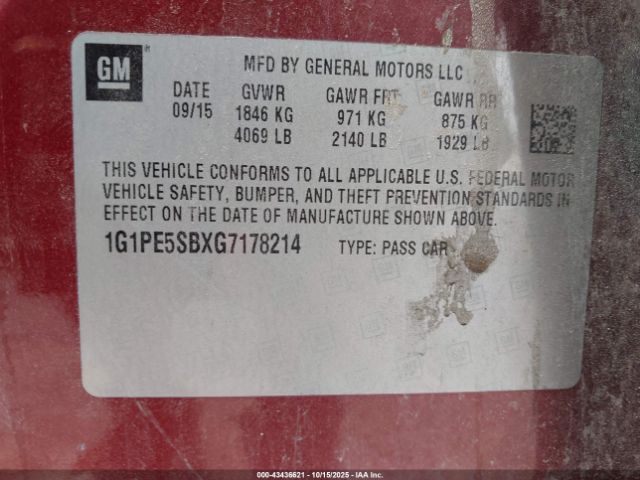 GM
MFD BY GENERAL MOTORS LLC
DATE GVWR GAWR FRT GAWR RR
09/15 1846 KG 971 KG 875 KG
4069 LB 2140 LB 1929 LB
THIS VEHICLE CONFORMS TO ALL APPLICABLE U.S. FEDERAL MOTOR
VEHICLE SAFETY, BUMPER, AND THEFT PREVENTION STANDARDS IN
EFFECT ON THE DATE OF MANUFACTURE SHOWN ABOVE.
1G1PE5SBXG7178214 TYPE: PASS CAR
000-43436621 - 10/15/2025 - IAA Inc.